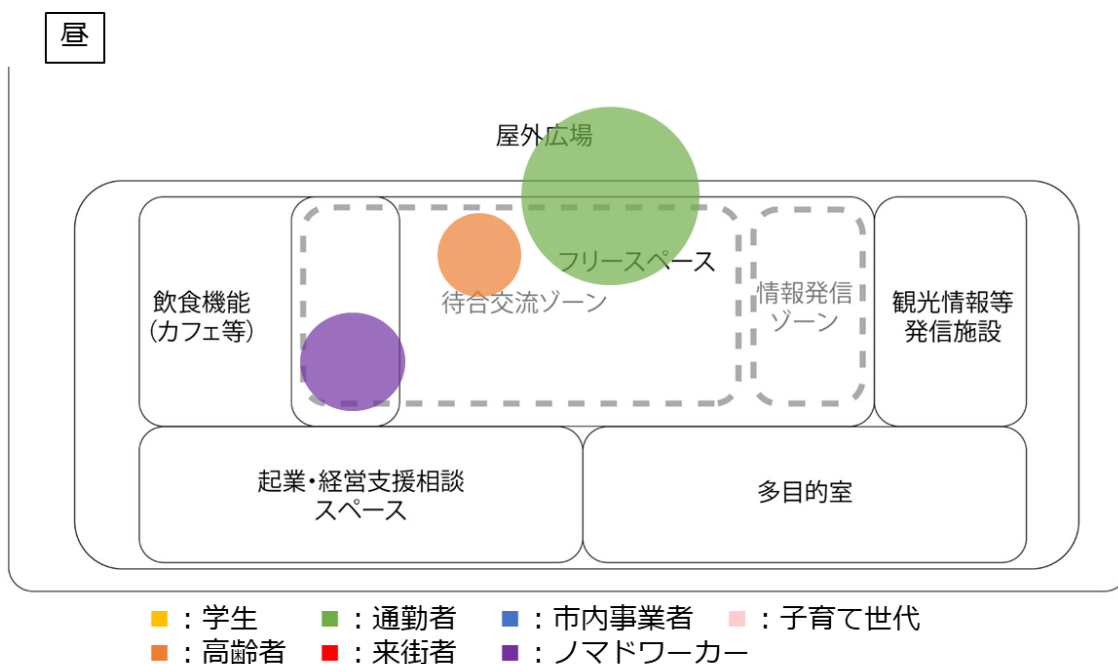 昼
屋外広場
フリースペース
待合交流ゾーン
飲食機能
(カフェ等)
情報発信
ゾーン
観光情報等
発信施設
起業・経営支援相談
スペース
多目的室
■：学生 ■：通勤者 ■：市内事業者 ■：子育て世代
■：高齢者 ■：来街者 ■：ノマドワーカー